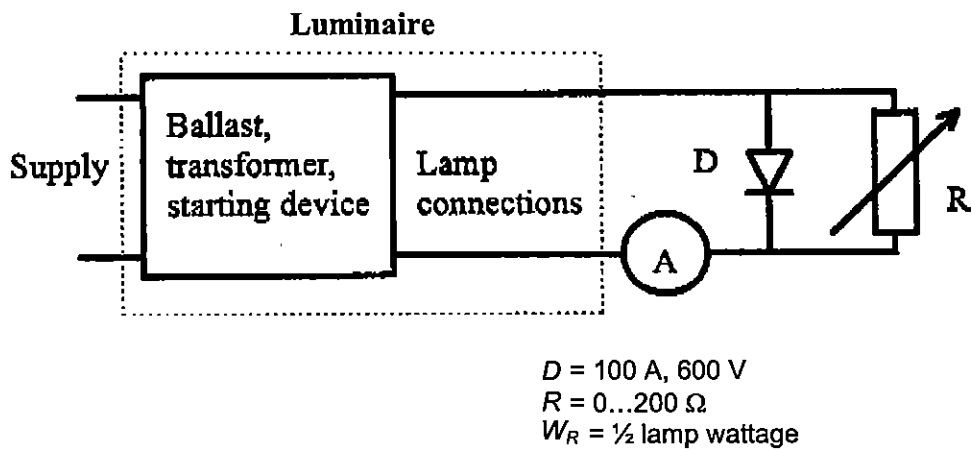 Luminaire
Supply
Ballast,
transformer,
starting device
Lamp
connections
D
R
A
D = 100 A, 600 V
R = 0...200 Ω
W_R = ½ lamp wattage